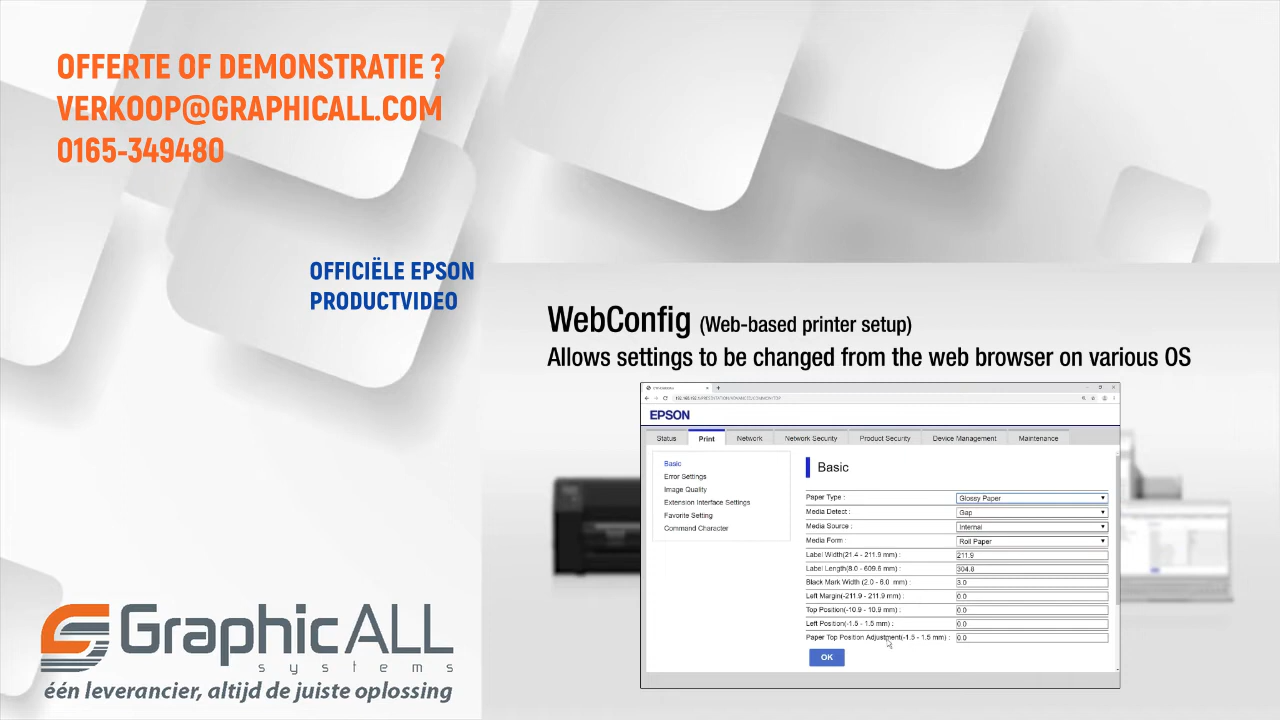 OFFERTE OF DEMONSTRATIE ?
VERKOOP@GRAPHICALL.COM
0165-349480
OFFICIËLE EPSON
PRODUCTVIDEO
WebConfig (Web-based printer setup)
Allows settings to be changed from the web browser on various OS
EPSON
Status Print Network Network Security Product Security Device Management Maintenance
Basic
Error Settings
Image Quality
Extension Interface Settings
Favorite Setting
Command Character
Basic
Paper Type : Glossy Paper
Media Detect : Gap
Media Source : Internal
Media Form : Roll Paper
Label Width(21.4 - 211.9 mm) : 211.9
Label Length(8.0 - 609.6 mm) : 304.8
Black Mark Width (2.0 - 6.0 mm) : 3.0
Left Margin(-211.9 - 211.9 mm) : 0.0
Top Position(-10.9 - 10.9 mm) : 0.0
Left Position(-1.5 - 1.5 mm) : 0.0
Paper Top Position Adjustment(-1.5 - 1.5 mm) : 0.0
OK
GraphicALL
systems
één leverancier, altijd de juiste oplossing